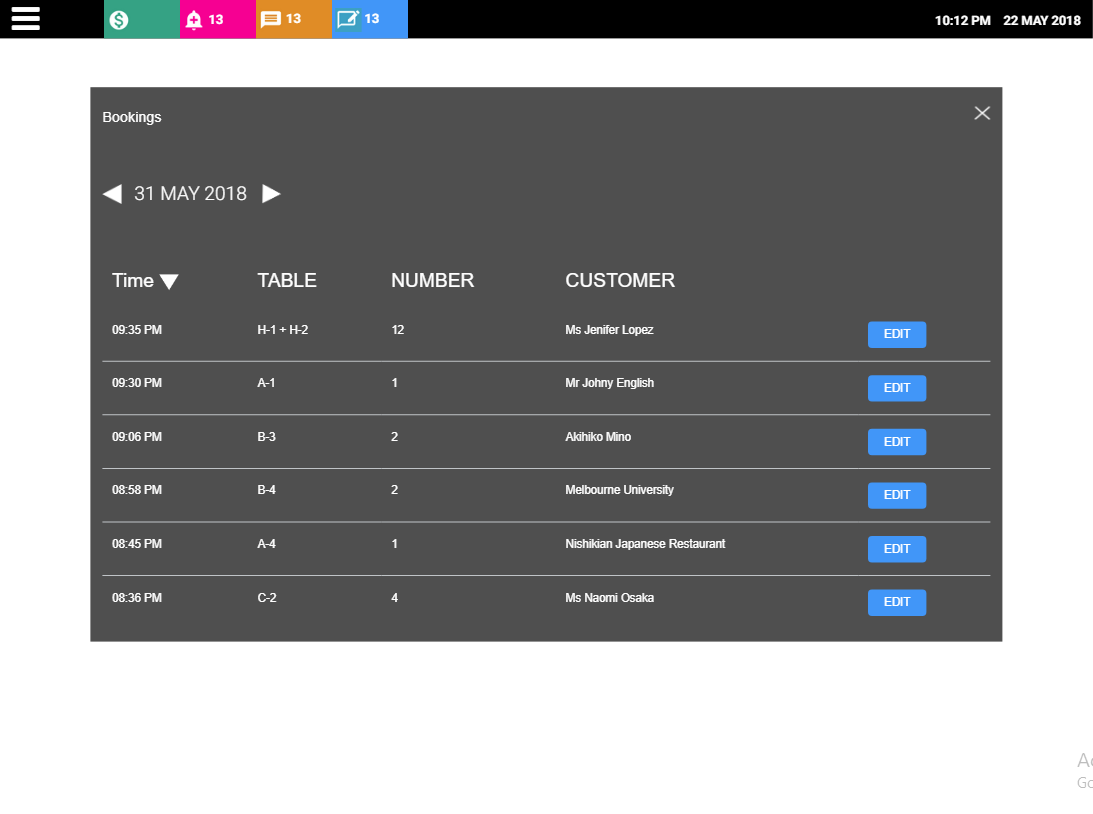 13 13 13 10:12 PM 22 MAY 2018
Bookings
31 MAY 2018
Time TABLE NUMBER CUSTOMER
09:35 PM H-1 + H-2 12 Ms Jenifer Lopez EDIT
09:30 PM A-1 1 Mr Johny English EDIT
09:06 PM B-3 2 Akihiko Mino EDIT
08:58 PM B-4 2 Melbourne University EDIT
08:45 PM A-4 1 Nishikian Japanese Restaurant EDIT
08:36 PM C-2 4 Ms Naomi Osaka EDIT